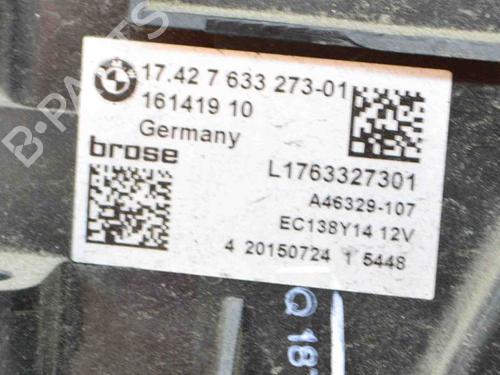 17.42 7 633 273-01
161419 10
Germany
brose
L1763327301
A46329-107
EC138Y14 12V
4 20150724 1 5448
B-PARTS